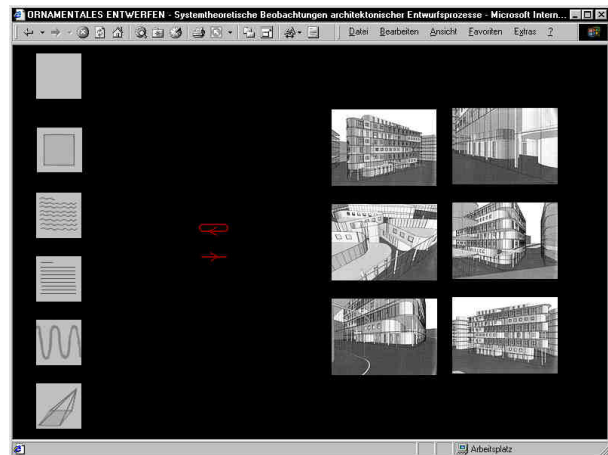 ORNAMENTALES ENTWERFEN - Systemtheoretische Beobachtungen architektonischer Entwurfsprozesse - Microsoft Intern...
Datei Bearbeiten Ansicht Favoriten Extras ?
Arbeitsplatz